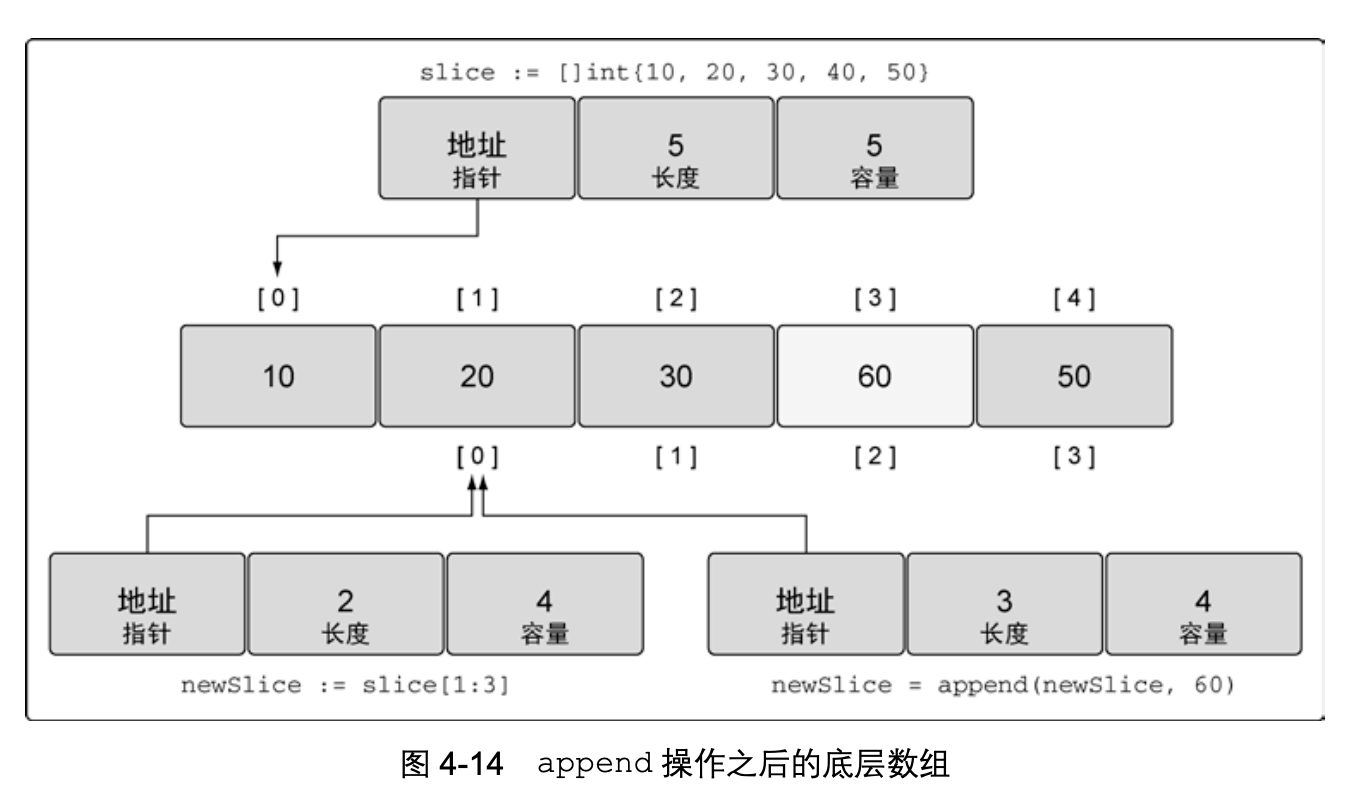 slice := []int{10, 20, 30, 40, 50}
地址 5 5
指针 长度 容量
[0] [1] [2] [3] [4]
10 20 30 60 50
[0] [1] [2] [3]
地址 2 4 地址 3 4
指针 长度 容量 指针 长度 容量
newSlice := slice[1:3] newSlice = append(newSlice, 60)
图 4-14 append 操作之后的底层数组